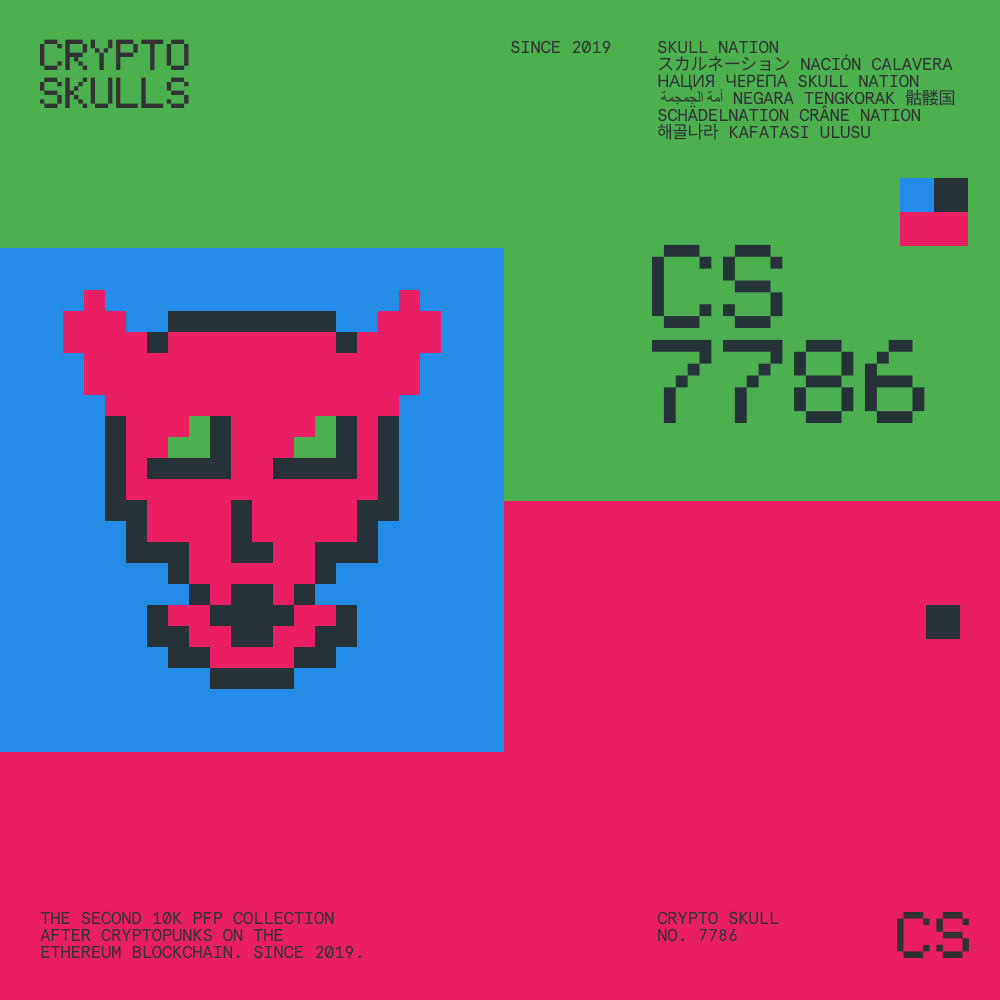 CRYPTO
SKULLS
SINCE 2019
SKULL NATION
スカルネーション NACIÓN CALAVERA
НАЦИЯ ЧЕРЕПА SKULL NATION
أمة الجمجمة NEGARA TENGKORAK 骷髅国
SCHÄDELNATION CRÂNE NATION
해골나라 KAFATASI ULUSU
CS
7786
THE SECOND 10K PFP COLLECTION
AFTER CRYPTOPUNKS ON THE
ETHEREUM BLOCKCHAIN. SINCE 2019.
CRYPTO SKULL
NO. 7786
CS